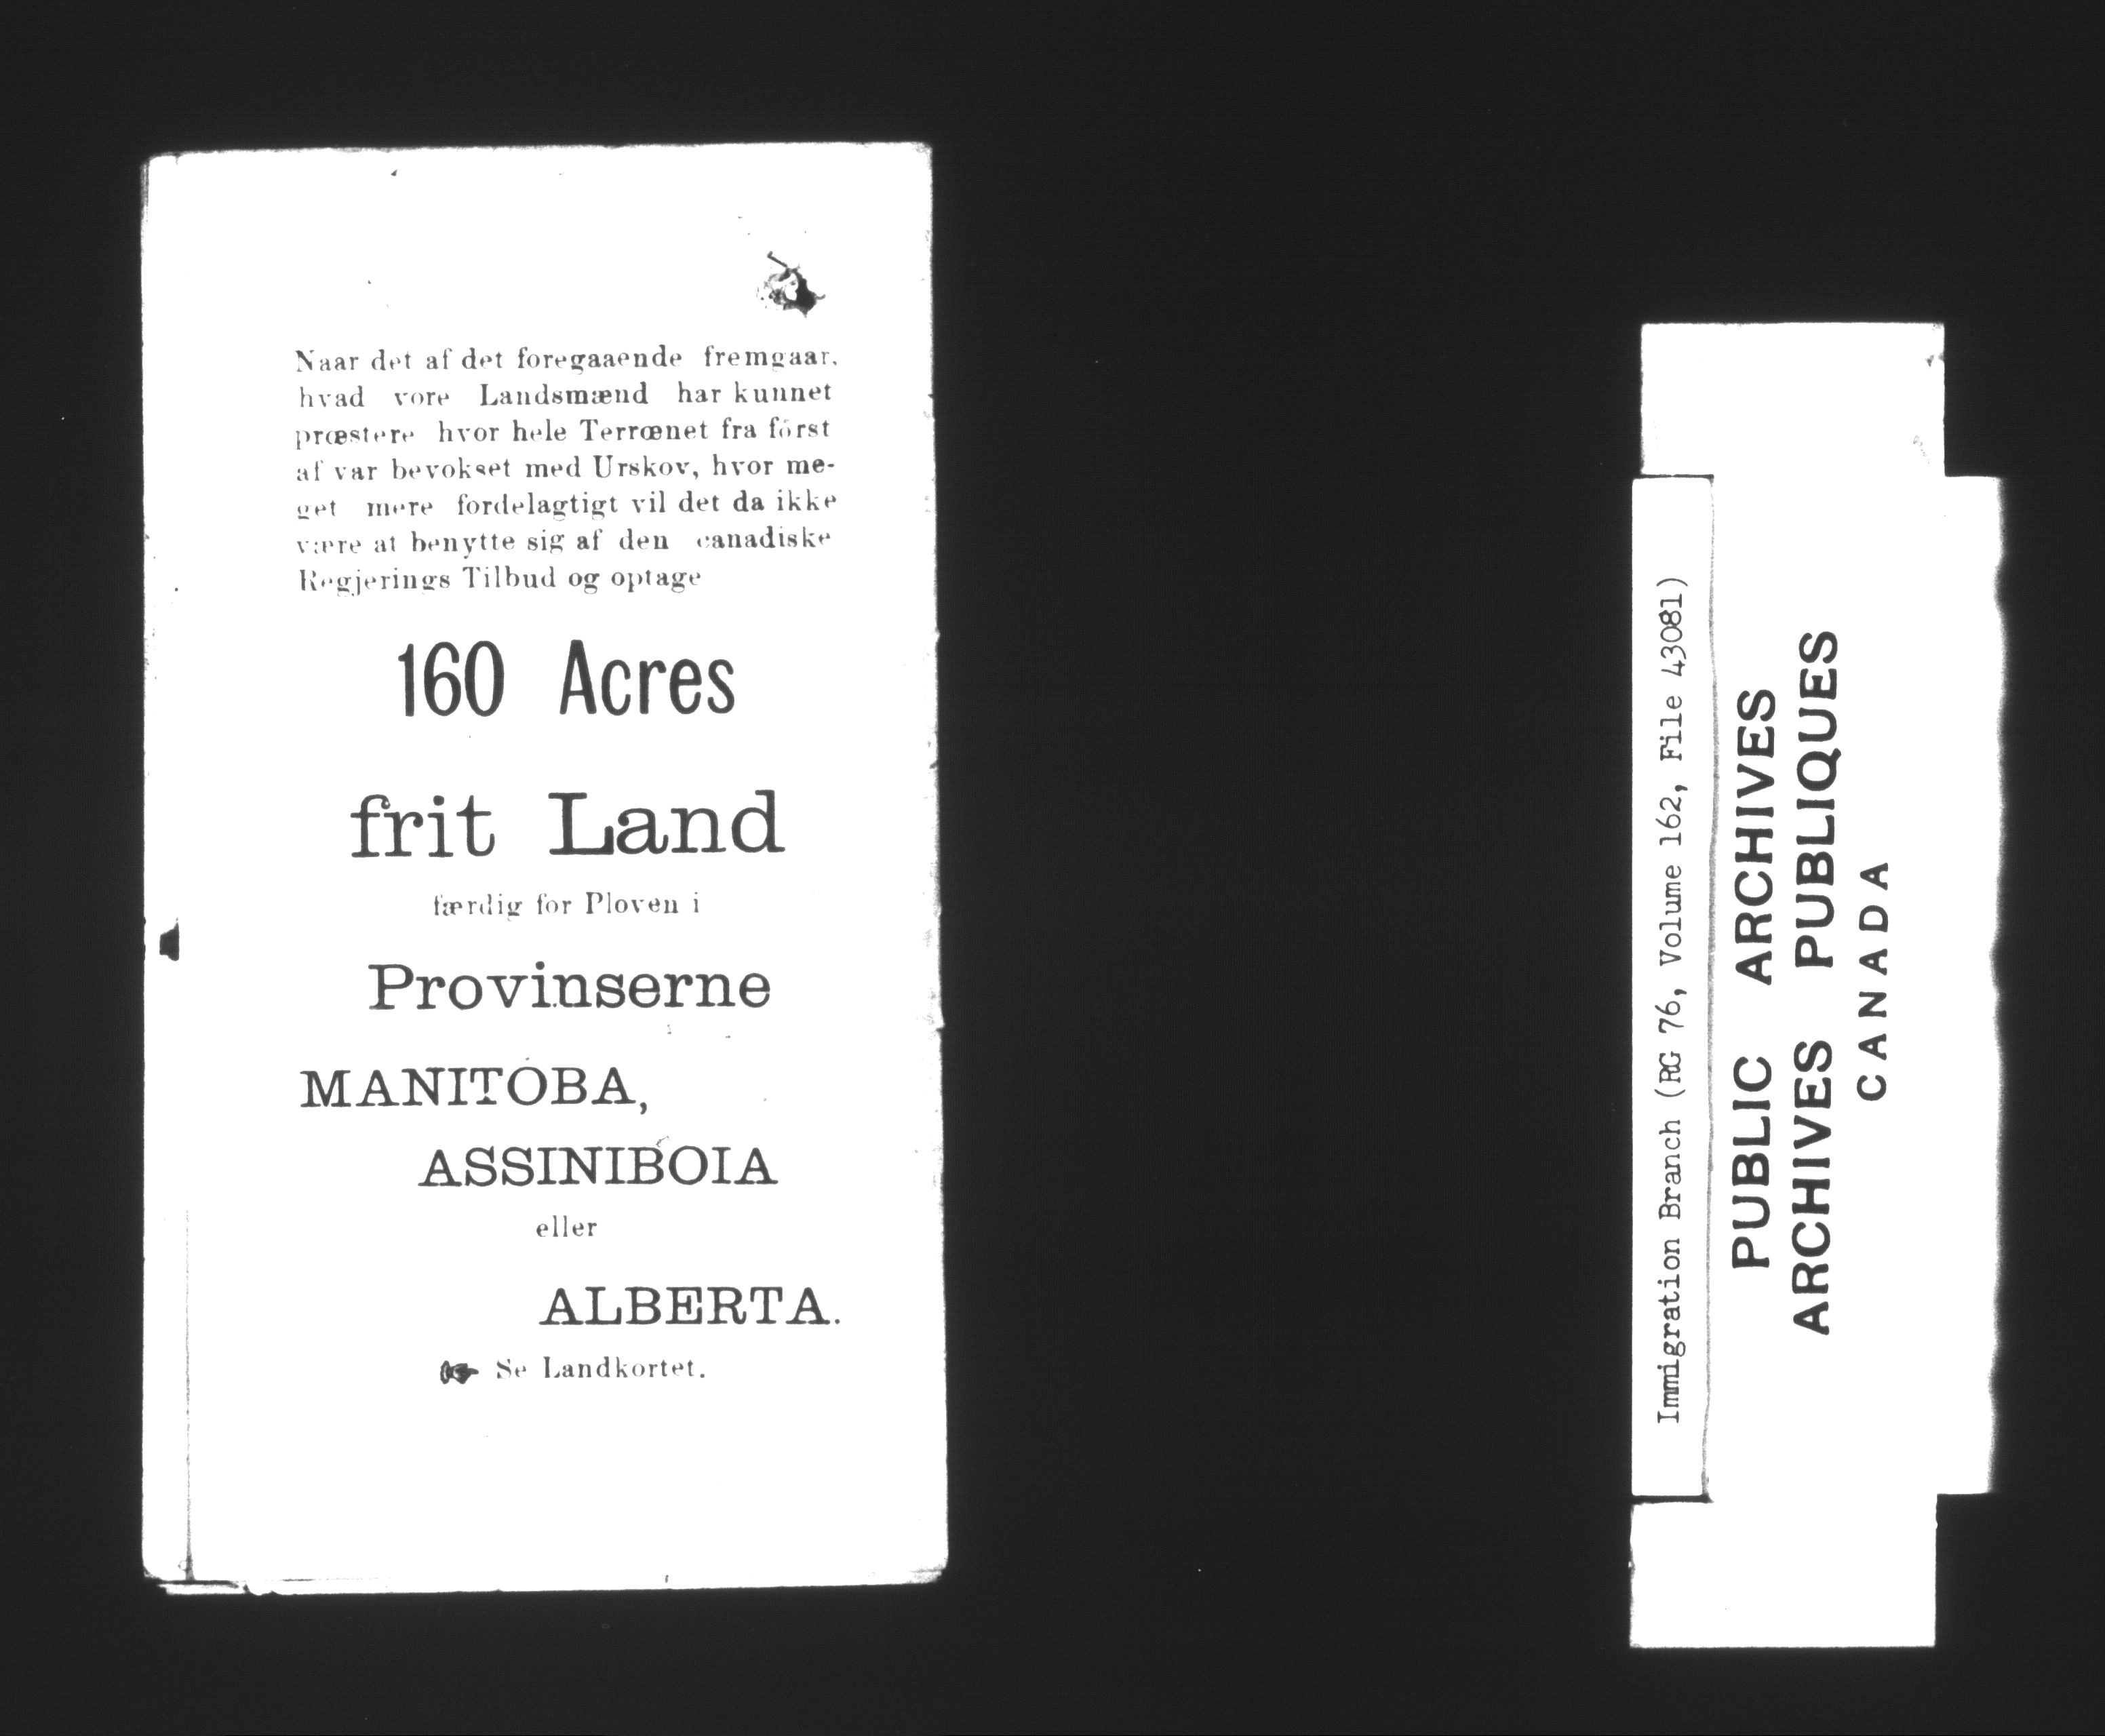 Naar det af det foregaaende fremgaar,
hvad vore Landsmænd har kunnet
præstere hvor hele Terrœnet fra först
af var bevokset med Urskov, hvor me-
get mere fordelagtigt vil det da ikke
være at benytte sig af den canadiske
Regjerings Tilbud og optage
160 Acres
frit Land
færdig for Ploven i
Provinserne
MANITOBA,
ASSINIBOIA
eller
ALBERTA.
☛ Se Landkortet.
Immigration Branch (RG 76, Volume 162, File 43081)
PUBLIC ARCHIVES
ARCHIVES PUBLIQUES
CANADA